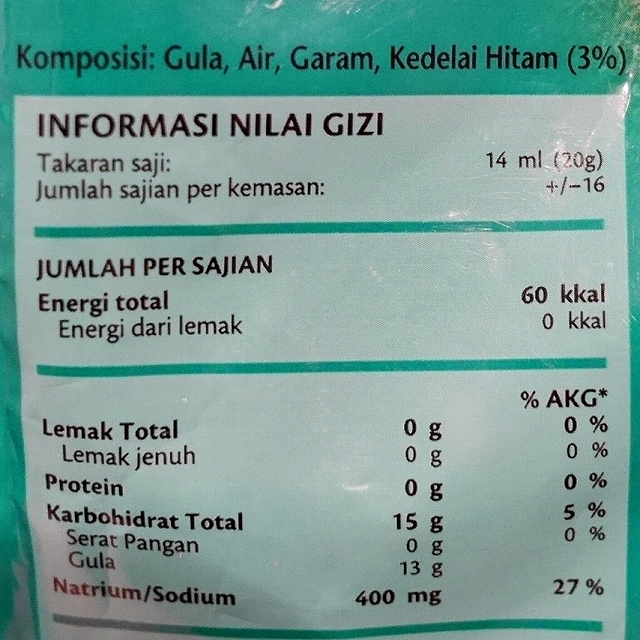 Komposisi: Gula, Air, Garam, Kedelai Hitam (3%)
INFORMASI NILAI GIZI
Takaran saji: 14 ml (20g)
Jumlah sajian per kemasan: +/-16
JUMLAH PER SAJIAN
Energi total 60 kkal
Energi dari lemak 0 kkal
% AKG*
Lemak Total 0 g 0 %
Lemak jenuh 0 g 0 %
Protein 0 g 0 %
Karbohidrat Total 15 g 5 %
Serat Pangan 0 g 0 %
Gula 13 g
Natrium/Sodium 400 mg 27 %